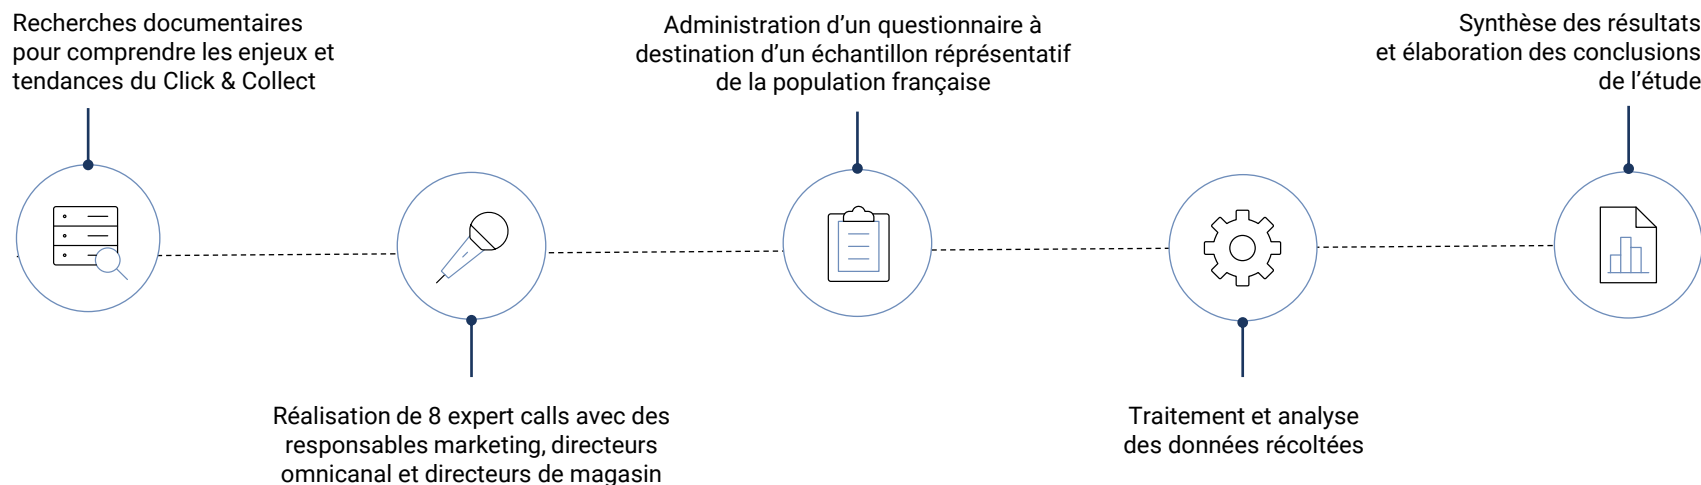 Recherches documentaires
pour comprendre les enjeux et
tendances du Click & Collect
Réalisation de 8 expert calls avec des
responsables marketing, directeurs
omnicanal et directeurs de magasin
Administration d’un questionnaire à
destination d’un échantillon réprésentatif
de la population française
Traitement et analyse
des données récoltées
Synthèse des résultats
et élaboration des conclusions
de l’étude